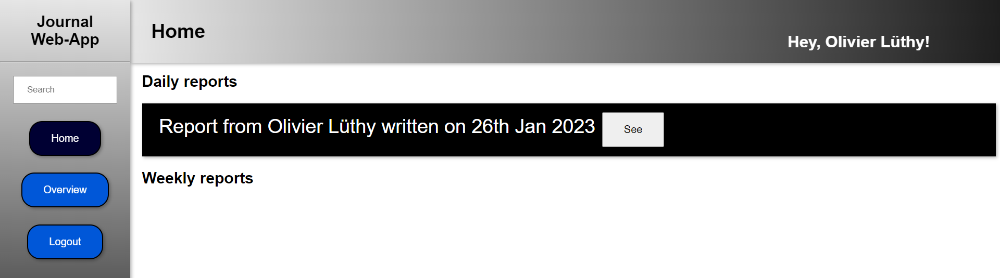 Journal
Web-App
Home
Hey, Olivier Lüthy!
Search
Home
Overview
Logout
Daily reports
Report from Olivier Lüthy written on 26th Jan 2023 See
Weekly reports